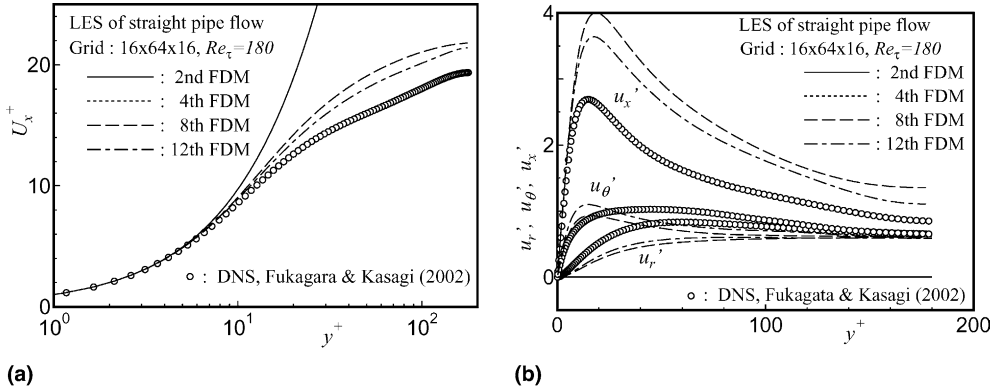 LES of straight pipe flow
Grid : 16x64x16, Reτ=180
: 2nd FDM
: 4th FDM
: 8th FDM
: 12th FDM
20
Ux+
10
: DNS, Fukagara & Kasagi (2002)
0
10^0
10^1
y+
10^2
(a)
4
LES of straight pipe flow
Grid : 16x64x16, Reτ=180
: 2nd FDM
: 4th FDM
: 8th FDM
: 12th FDM
ux'
2
ur', uθ', ux'
uθ'
ur'
0
: DNS, Fukagata & Kasagi (2002)
0
100
y+
200
(b)